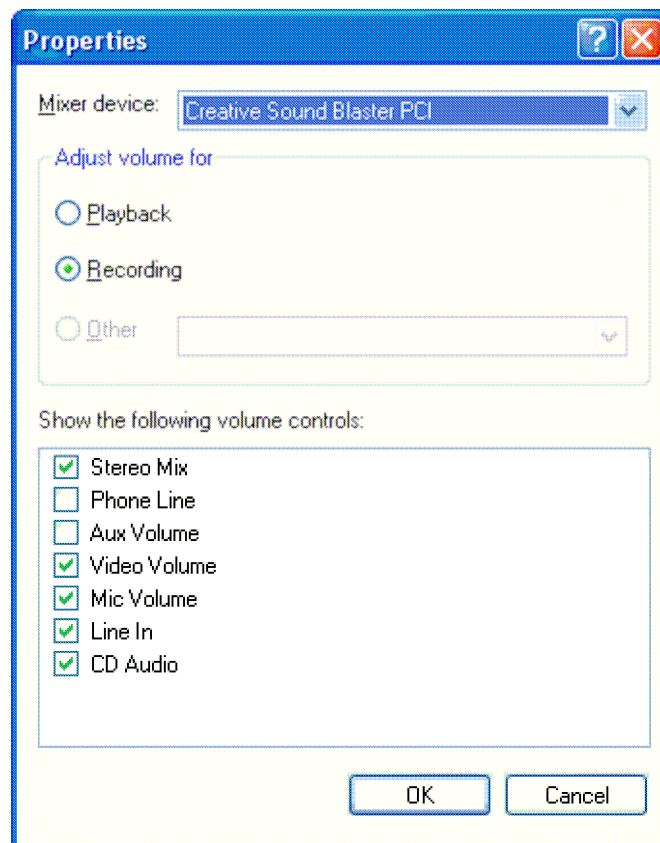 Properties
Mixer device: Creative Sound Blaster PCI
Adjust volume for
Playback
Recording
Other
Show the following volume controls:
Stereo Mix
Phone Line
Aux Volume
Video Volume
Mic Volume
Line In
CD Audio
OK Cancel